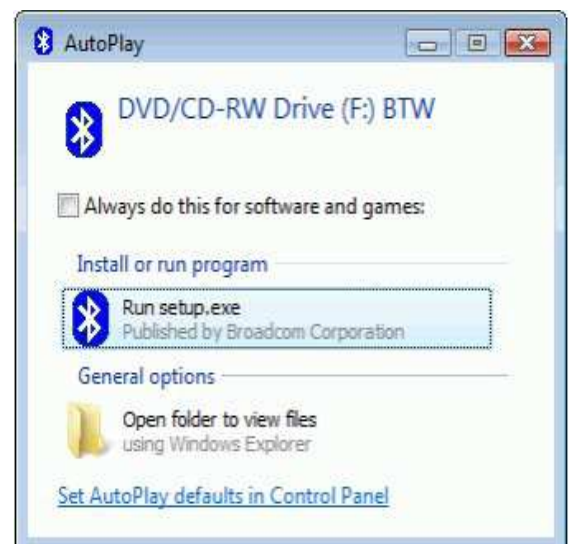 AutoPlay
DVD/CD-RW Drive (F:) BTW
Always do this for software and games:
Install or run program
Run setup.exe
Published by Broadcom Corporation
General options
Open folder to view files
using Windows Explorer
Set AutoPlay defaults in Control Panel